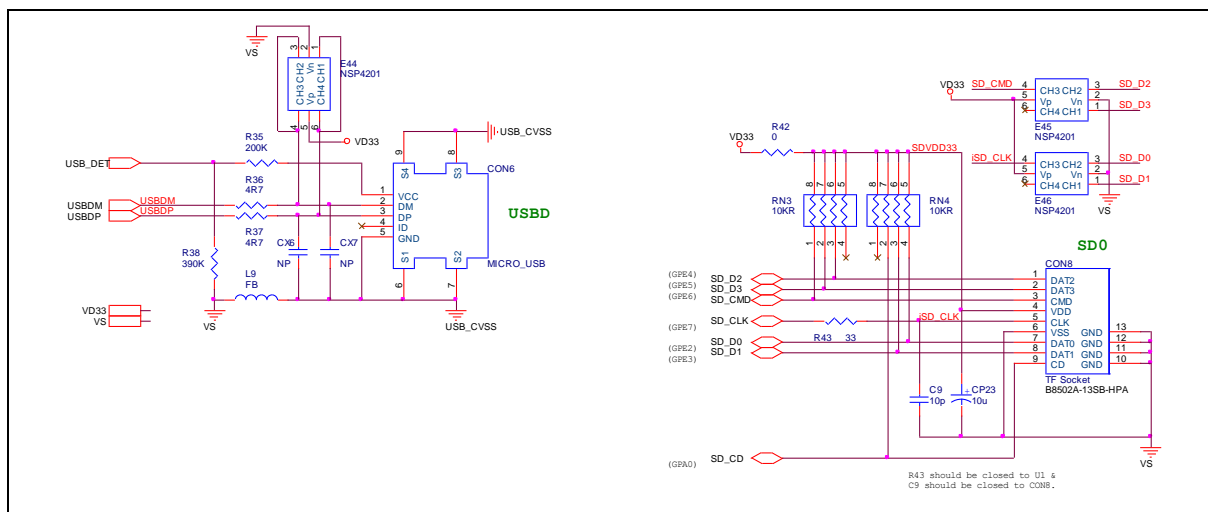 VS
3 2 1
CH3 CH2
Vp Vn
CH4 CH1
4 5 6
E44
NSP4201
VD33
R35
200K
USB_DET
R36
4R7
USBDM USBDM
USBDP USBDP
R37
4R7
R38
390K
CX6
NP
CX7
NP
L9
FB
VS
VD33
VS
9 8
S4 S3
USB_CVSS
CON6
1 VCC
2 DM
3 DP
4 ID
5 GND
S1 S2
6 7
MICRO_USB
USB_CVSS
USBD
VD33
SD_CMD 4 CH3 CH2 3 SD_D2
5 Vp Vn 2
6 CH4 CH1 1 SD_D3
E45
NSP4201
iSD_CLK 4 CH3 CH2 3 SD_D0
5 Vp Vn 2
6 CH4 CH1 1 SD_D1
E46
NSP4201
VS
VD33
R42
0
SDVDD33
8 7 6 5
RN3
10KR
1 2 3 4
8 7 6 5
RN4
10KR
1 2 3 4
SD0
CON8
(GPE4) SD_D2 1 DAT2
(GPE5) SD_D3 2 DAT3
(GPE6) SD_CMD 3 CMD
4 VDD
(GPE7) SD_CLK iSD_CLK 5 CLK
R43 33
6 VSS GND 13
(GPE2) SD_D0 7 DAT0 GND 12
(GPE3) SD_D1 8 DAT1 GND 11
9 CD GND 10
TF Socket
B8502A-13SB-HPA
C9
10p
+ CP23
10u
(GPA0) SD_CD
VS
R43 should be closed to U1 &
C9 should be closed to CON8.